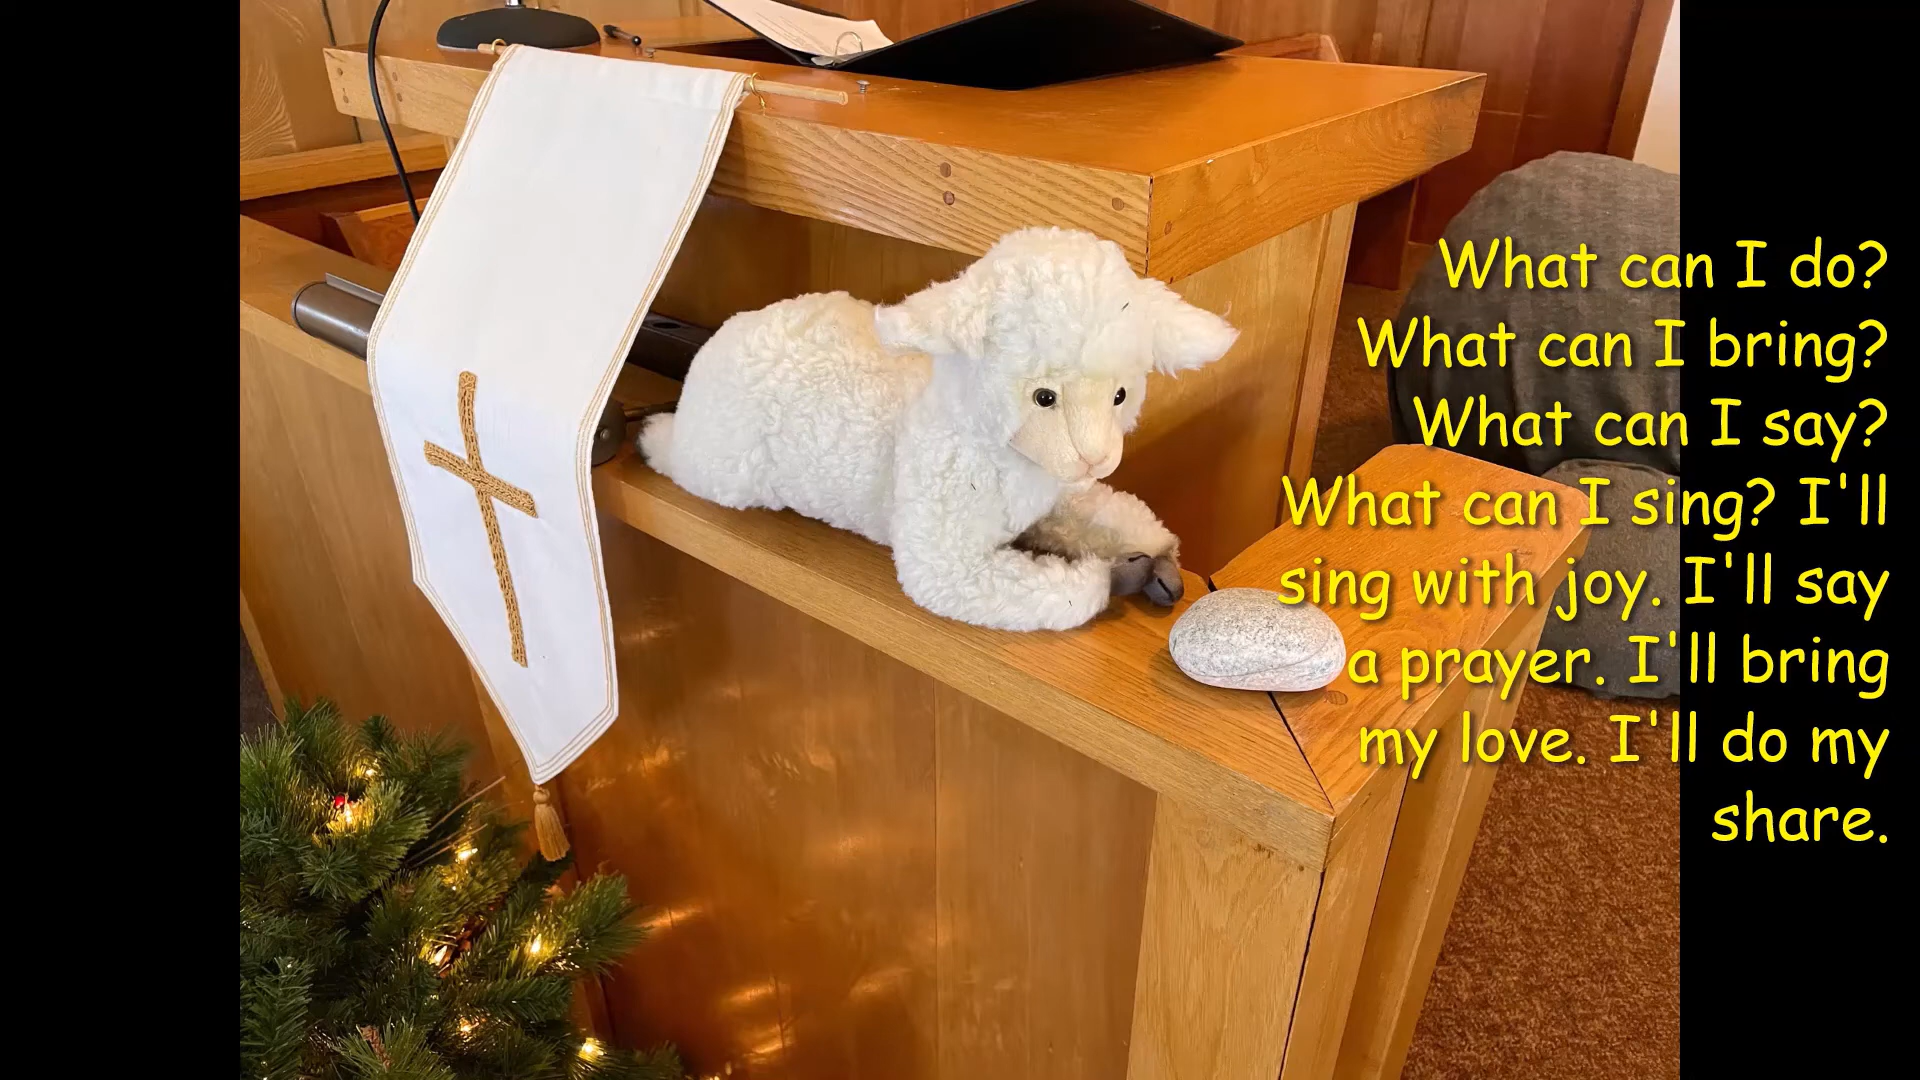 What can I do?
What can I bring?
What can I say?
What can I sing? I'll
sing with joy. I'll say
a prayer. I'll bring
my love. I'll do my
share.